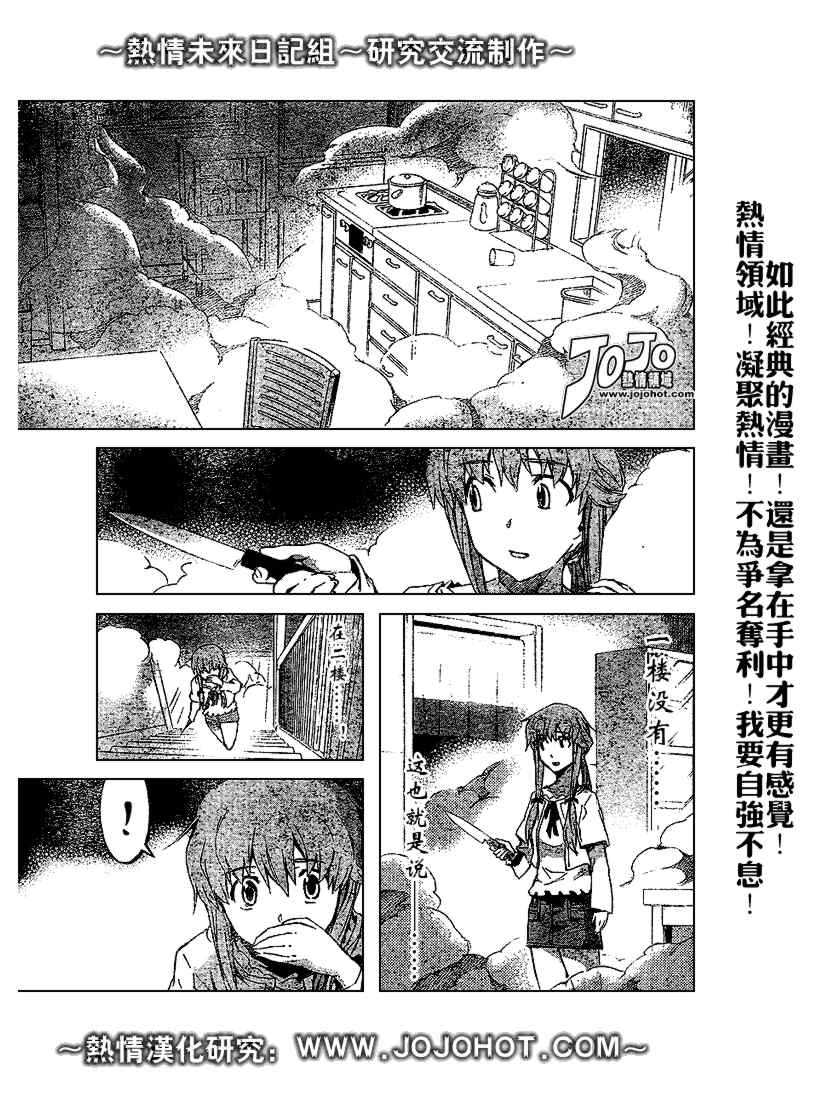 ～熱情未來日記組～研究交流制作～
如此經典的漫畫！還是拿在手中才更有感覺！
熱情領域！凝聚熱情！不為爭名奪利！我要自強不息！
JOJO
熱情領域
www.jojohot.com
一楼没有……
这也就是说…………
在二楼……！
！
～熱情漢化研究：WWW.JOJOHOT.COM～